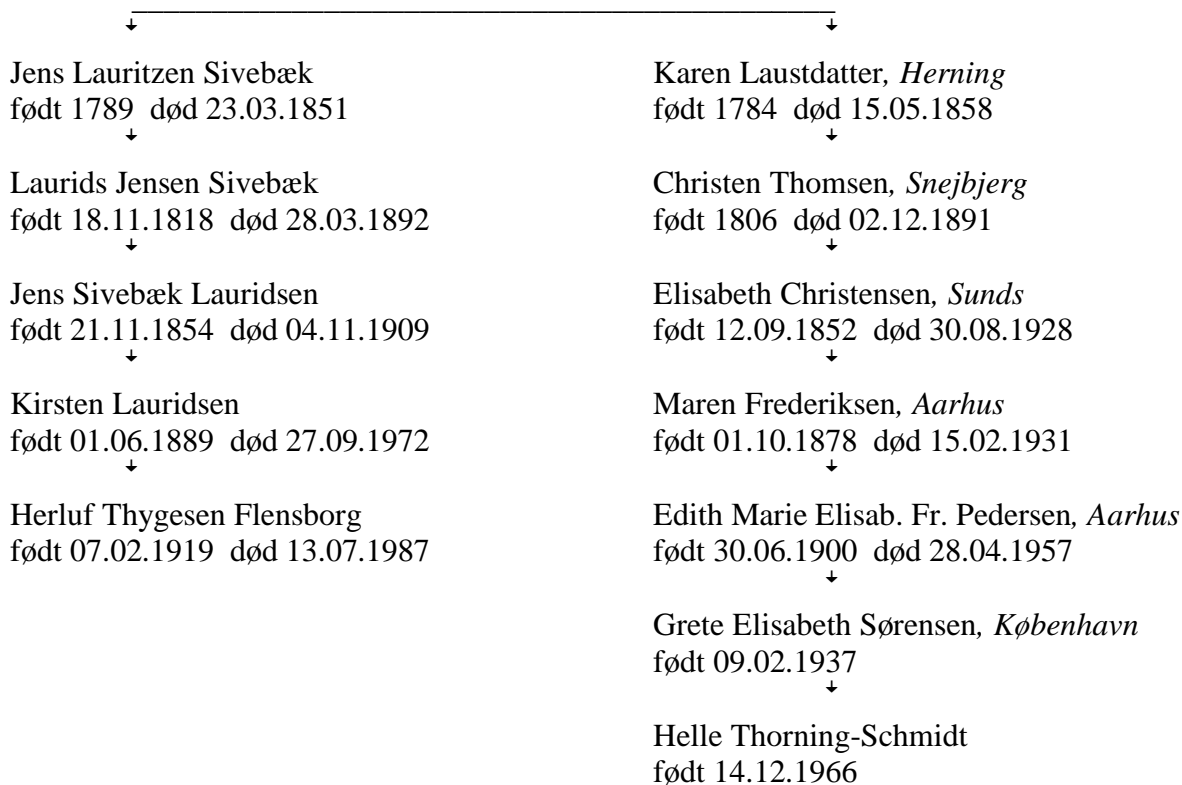 Jens Lauritzen Sivebæk
født 1789 død 23.03.1851
Laurids Jensen Sivebæk
født 18.11.1818 død 28.03.1892
Jens Sivebæk Lauridsen
født 21.11.1854 død 04.11.1909
Kirsten Lauridsen
født 01.06.1889 død 27.09.1972
Herluf Thygesen Flensborg
født 07.02.1919 død 13.07.1987
Karen Laustdatter, Herning
født 1784 død 15.05.1858
Christen Thomsen, Snejbjerg
født 1806 død 02.12.1891
Elisabeth Christensen, Sunds
født 12.09.1852 død 30.08.1928
Maren Frederiksen, Aarhus
født 01.10.1878 død 15.02.1931
Edith Marie Elisab. Fr. Pedersen, Aarhus
født 30.06.1900 død 28.04.1957
Grete Elisabeth Sørensen, København
født 09.02.1937
Helle Thorning-Schmidt
født 14.12.1966